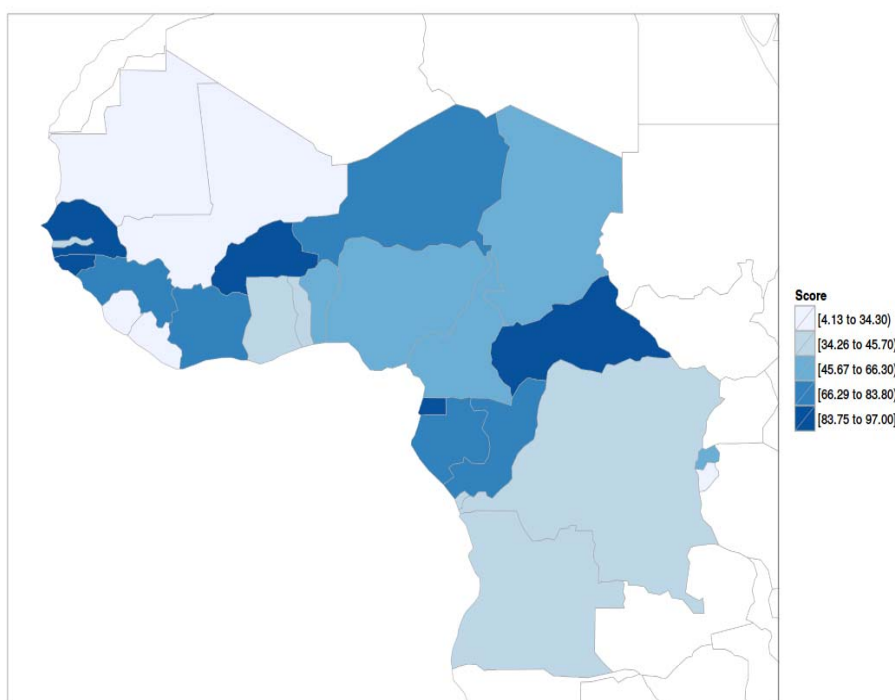 Score
[4.13 to 34.30)
[34.26 to 45.70)
[45.67 to 66.30)
[66.29 to 83.80)
[83.75 to 97.00]